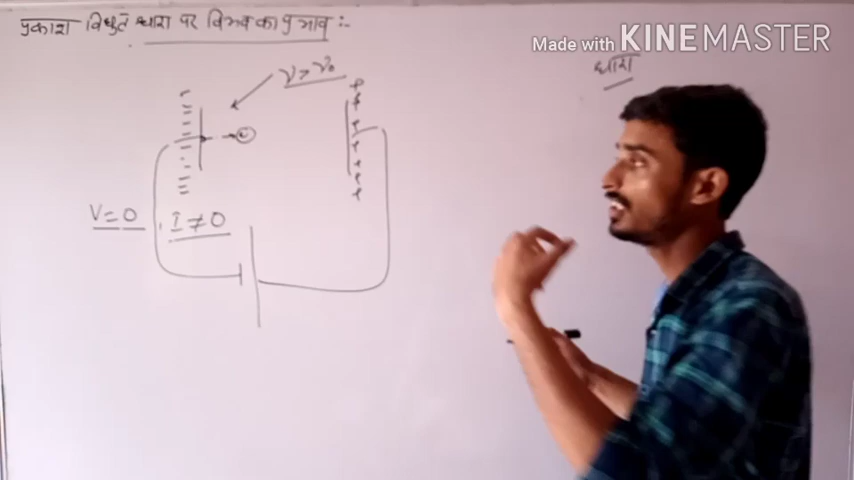 प्रकाश विद्युत धारा पर विभव का प्रभाव :-
Made with KINEMASTER
धारा
ν > ν₀
e
V = 0, I ≠ 0